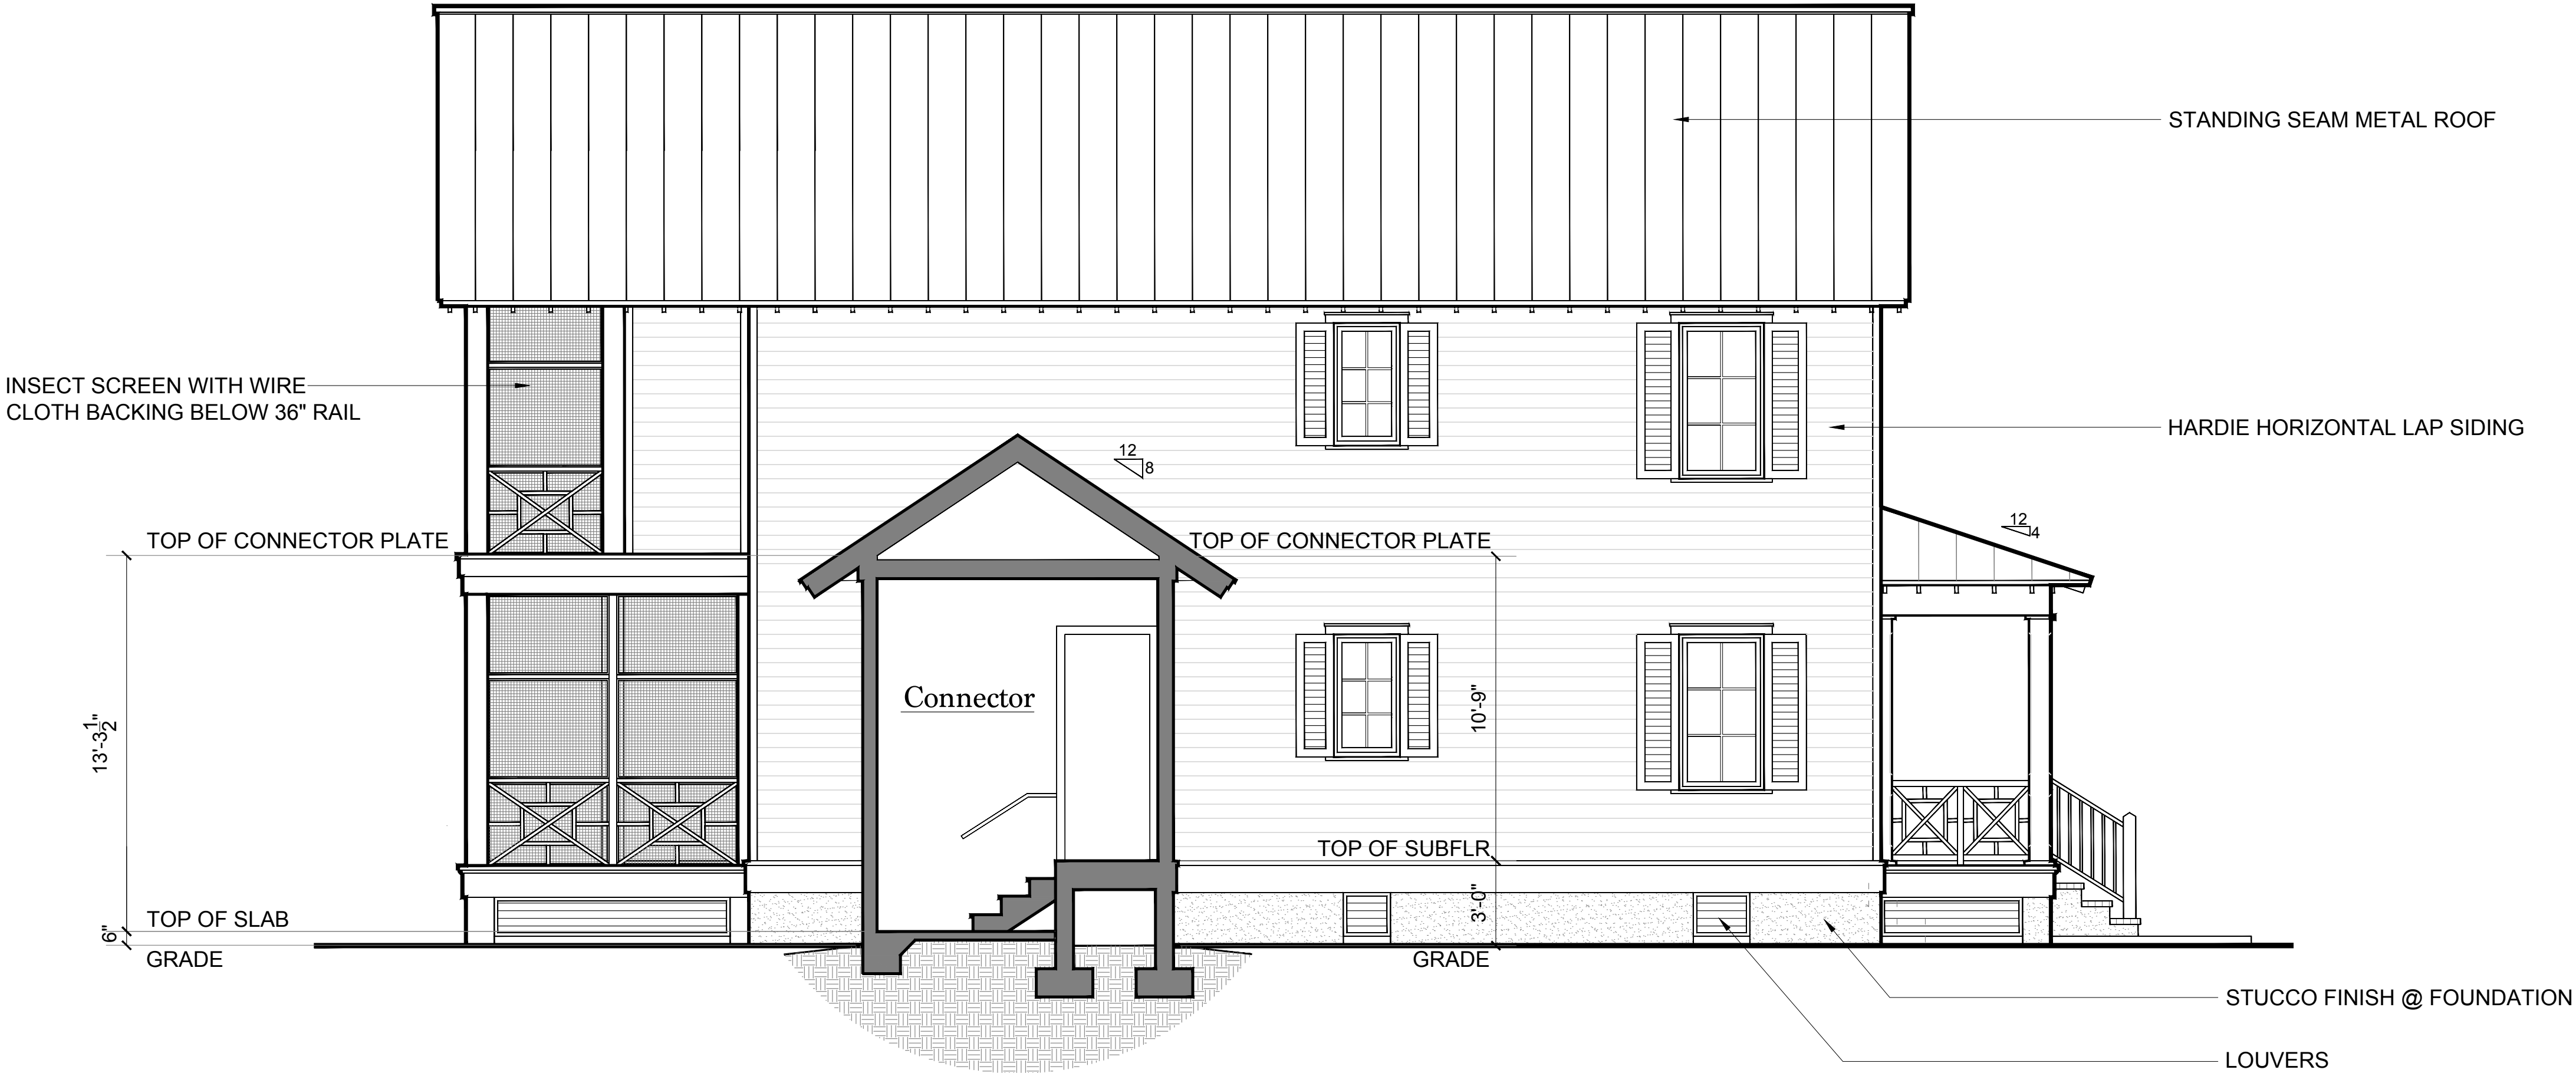 STANDING SEAM METAL ROOF
INSECT SCREEN WITH WIRE
CLOTH BACKING BELOW 36" RAIL
HARDIE HORIZONTAL LAP SIDING
12
8
12
4
TOP OF CONNECTOR PLATE
TOP OF CONNECTOR PLATE
Connector
13'-3 1/2"
10'-9"
TOP OF SUBFLR
3'-0"
TOP OF SLAB
6"
GRADE
GRADE
STUCCO FINISH @ FOUNDATION
LOUVERS